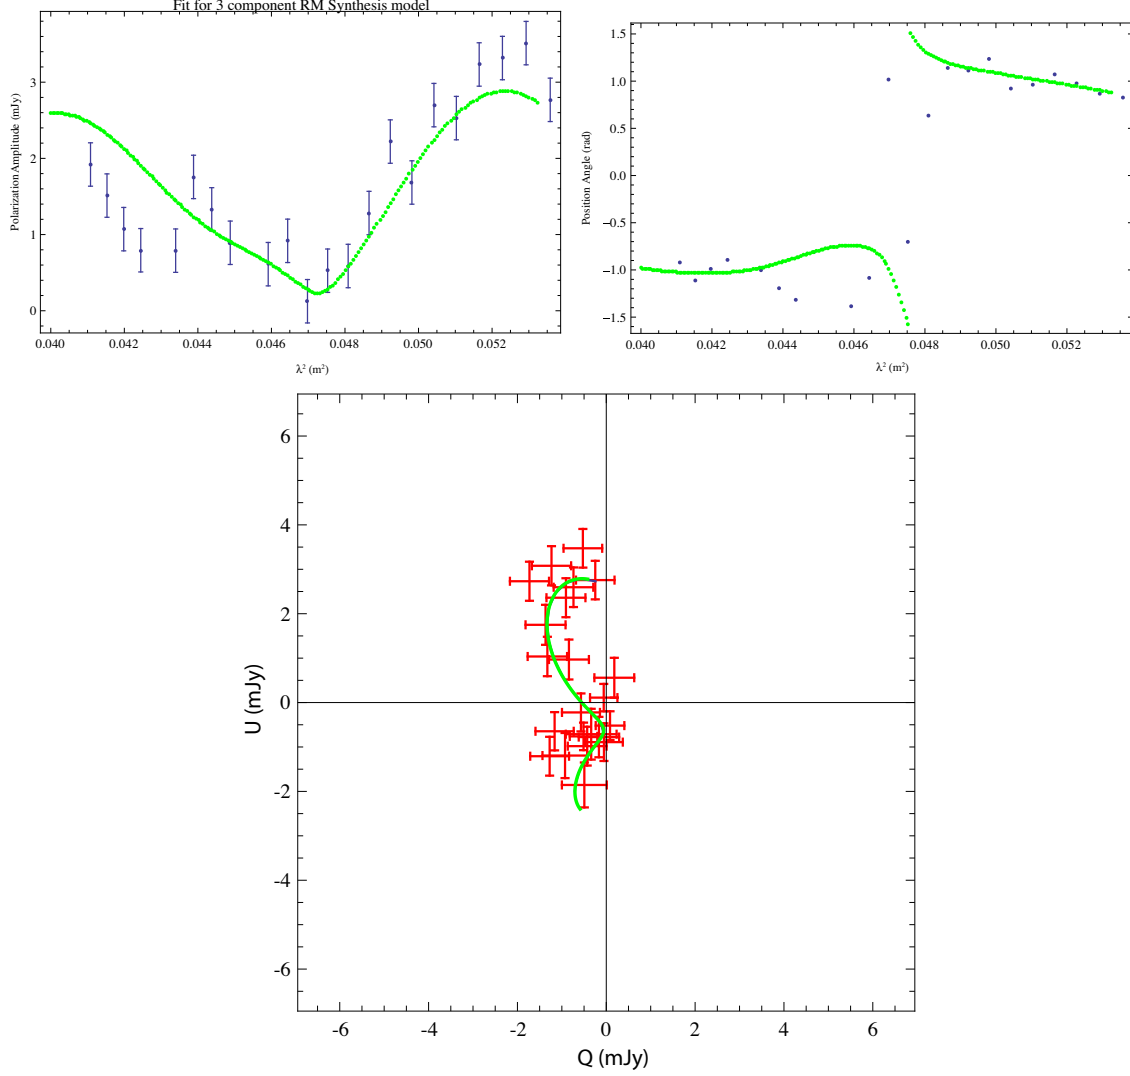 Fit for 3 component RM Synthesis model
Polarization Amplitude (mJy)
3
2
1
0
0.040 0.042 0.044 0.046 0.048 0.050 0.052
λ² (m²)
Position Angle (rad)
1.5
1.0
0.5
0.0
−0.5
−1.0
−1.5
0.040 0.042 0.044 0.046 0.048 0.050 0.052
λ² (m²)
U (mJy)
6
4
2
0
-2
-4
-6
-6 -4 -2 0 2 4 6
Q (mJy)